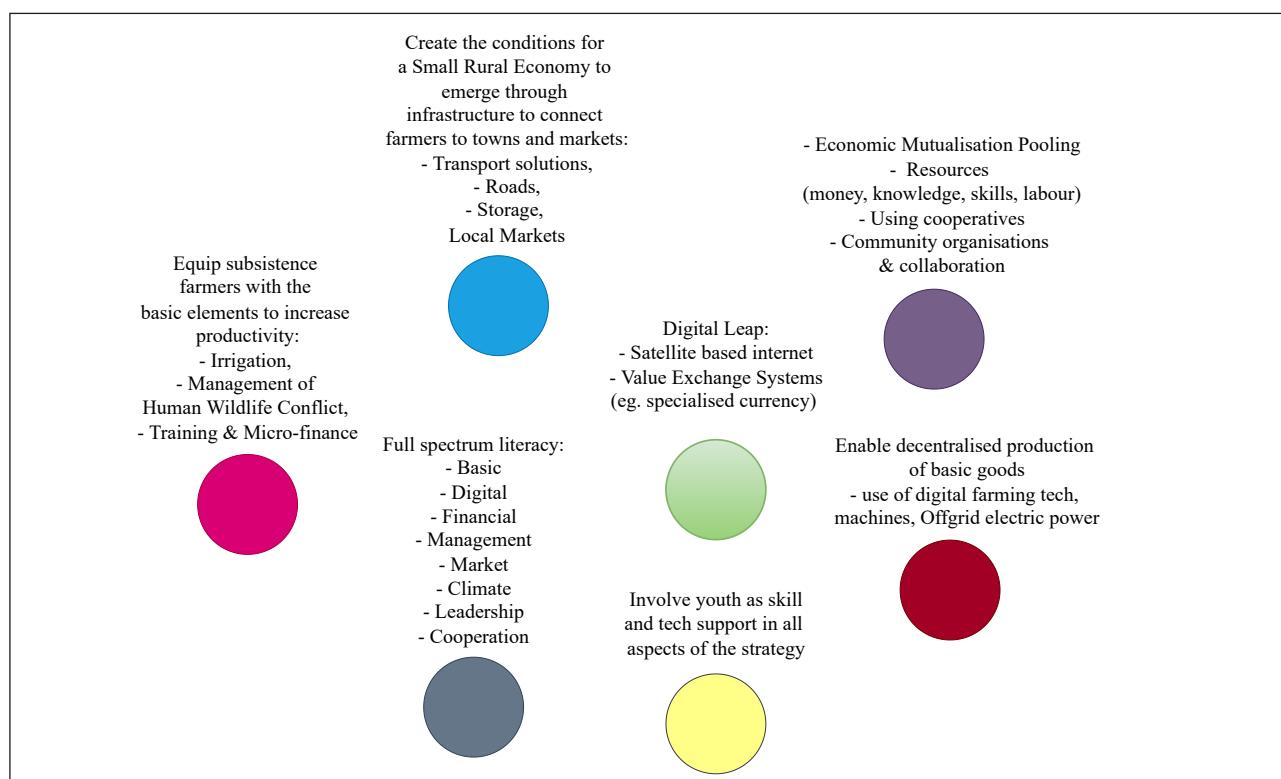 Create the conditions for
a Small Rural Economy to
emerge through
infrastructure to connect
farmers to towns and markets:
- Transport solutions,
- Roads,
- Storage,
Local Markets
- Economic Mutualisation Pooling
- Resources
(money, knowledge, skills, labour)
- Using cooperatives
- Community organisations
& collaboration
Equip subsistence
farmers with the
basic elements to increase
productivity:
- Irrigation,
- Management of
Human Wildlife Conflict,
- Training & Micro-finance
Digital Leap:
- Satellite based internet
- Value Exchange Systems
(eg. specialised currency)
Full spectrum literacy:
- Basic
- Digital
- Financial
- Management
- Market
- Climate
- Leadership
- Cooperation
Enable decentralised production
of basic goods
- use of digital farming tech,
machines, Offgrid electric power
Involve youth as skill
and tech support in all
aspects of the strategy